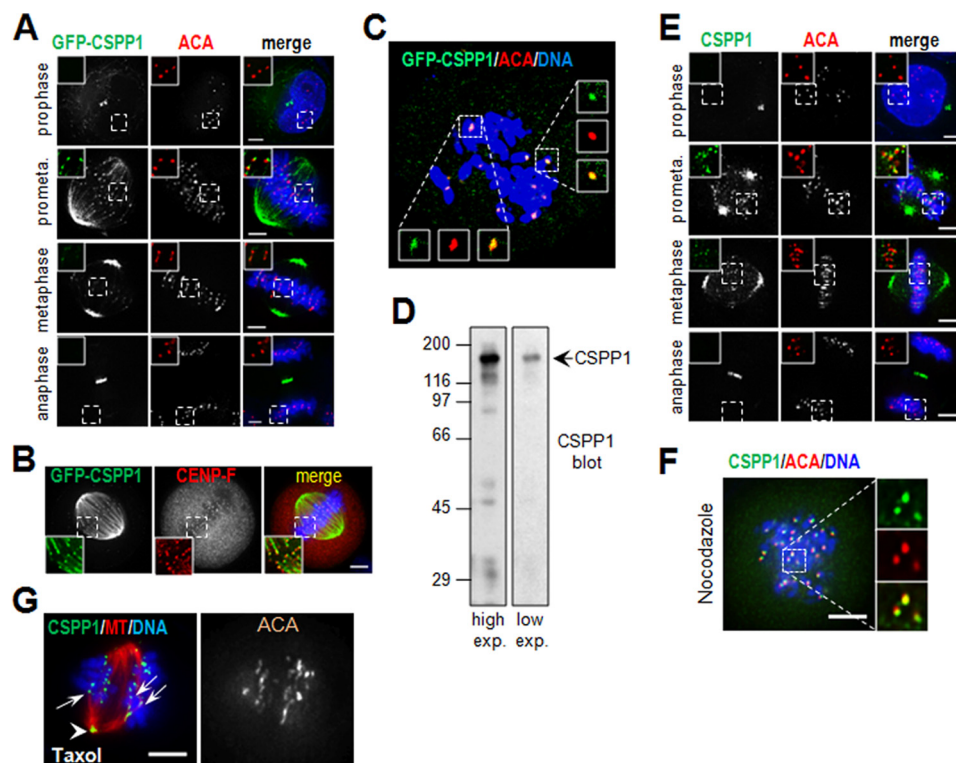 A
GFP-CSPP1 ACA merge
prophase
prometa.
metaphase
anaphase
B
GFP-CSPP1 CENP-F merge
C
GFP-CSPP1/ACA/DNA
D
200
116
97
66
45
29
CSPP1
CSPP1
blot
high
exp.
low
exp.
E
CSPP1 ACA merge
prophase
prometa.
metaphase
anaphase
F
CSPP1/ACA/DNA
Nocodazole
G
CSPP1/MT/DNA
ACA
Taxol